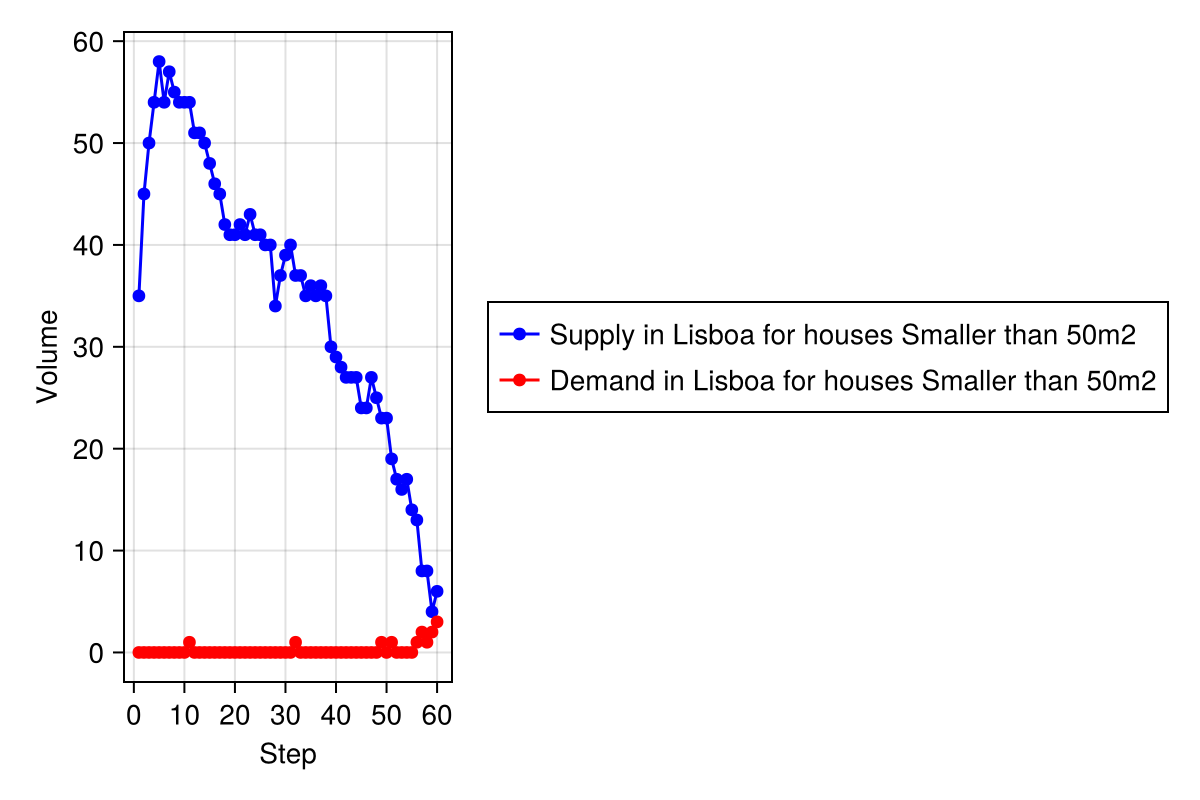 60
50
40
30
20
10
0
Volume
0 10 20 30 40 50 60
Step
Supply in Lisboa for houses Smaller than 50m2
Demand in Lisboa for houses Smaller than 50m2